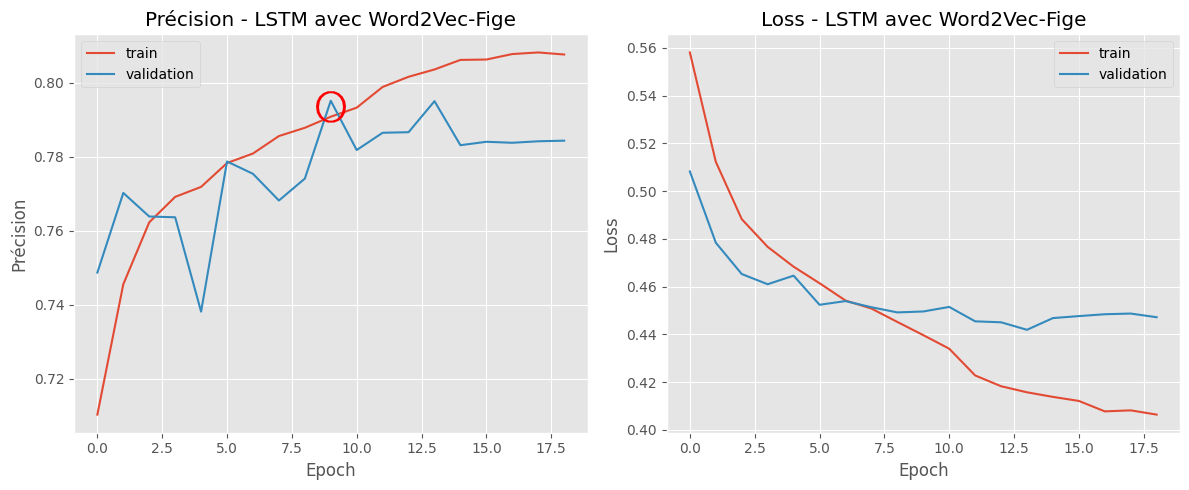 Précision - LSTM avec Word2Vec-Fige
train
validation
0.80
0.78
0.76
0.74
0.72
Précision
0.0 2.5 5.0 7.5 10.0 12.5 15.0 17.5
Epoch
Loss - LSTM avec Word2Vec-Fige
train
validation
0.56
0.54
0.52
0.50
0.48
0.46
0.44
0.42
0.40
Loss
0.0 2.5 5.0 7.5 10.0 12.5 15.0 17.5
Epoch